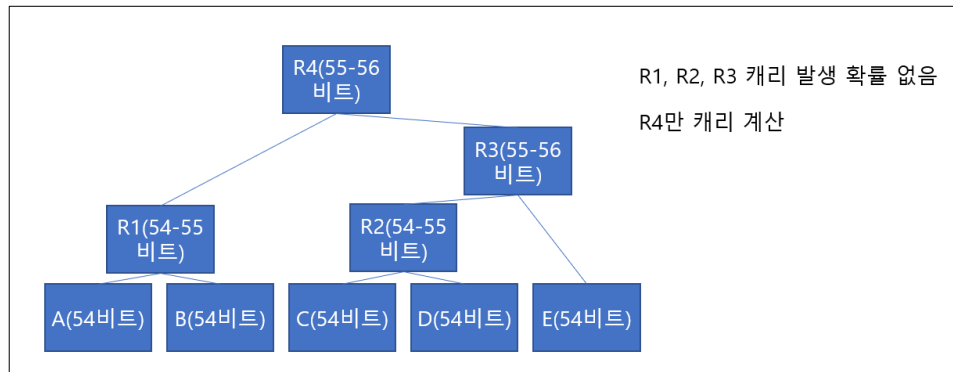 R4(55-56
비트)
R1, R2, R3 캐리 발생 확률 없음
R4만 캐리 계산
R3(55-56
비트)
R1(54-55
비트)
R2(54-55
비트)
A(54비트)
B(54비트)
C(54비트)
D(54비트)
E(54비트)